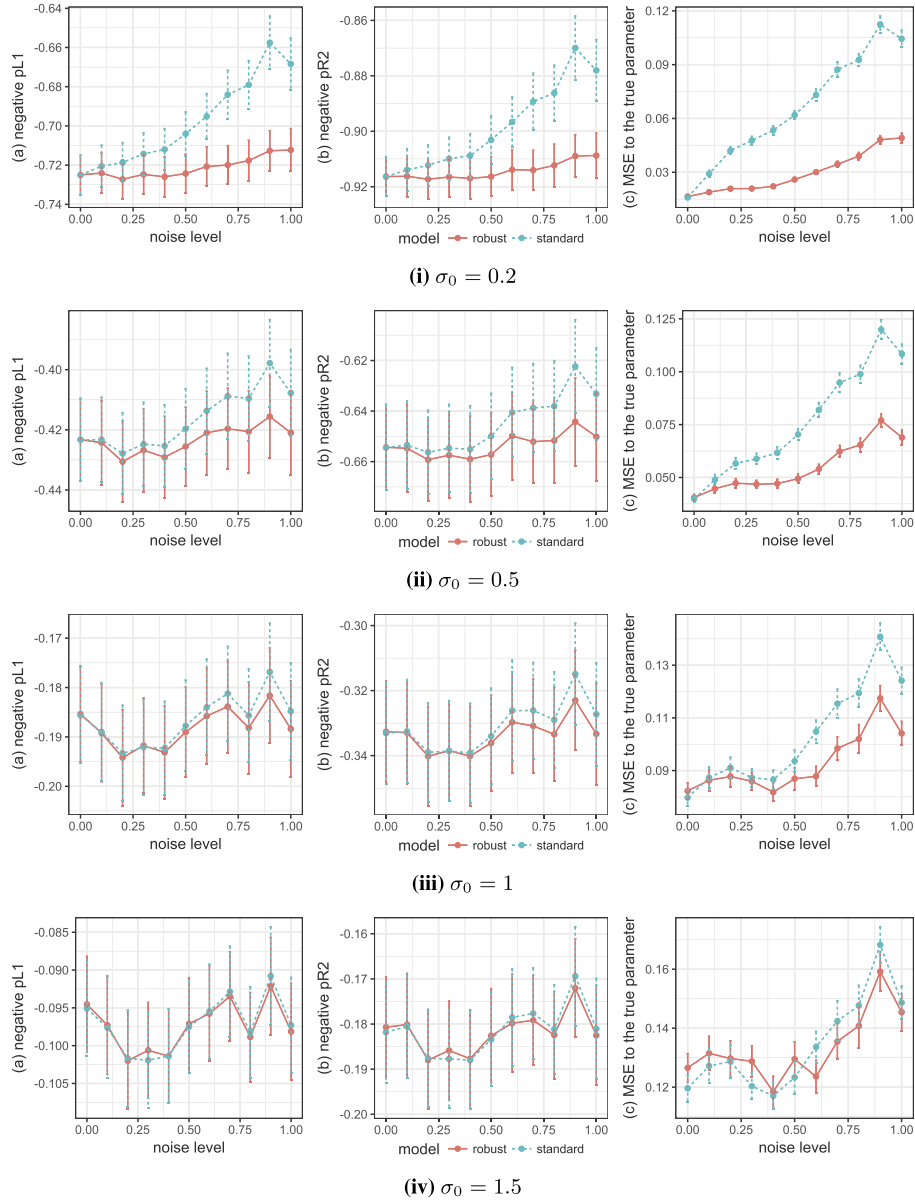 (a) negative pL1
-0.64
-0.66
-0.68
-0.70
-0.72
-0.74
0.00 0.25 0.50 0.75 1.00
noise level
(b) negative pR2
-0.86
-0.88
-0.90
-0.92
0.00 0.25 0.50 0.75 1.00
noise level
(c) MSE to the true parameter
0.12
0.09
0.06
0.03
0.00 0.25 0.50 0.75 1.00
noise level
model robust standard
(i) σ₀ = 0.2
(a) negative pL1
-0.40
-0.42
-0.44
0.00 0.25 0.50 0.75 1.00
noise level
(b) negative pR2
-0.62
-0.64
-0.66
0.00 0.25 0.50 0.75 1.00
noise level
(c) MSE to the true parameter
0.125
0.100
0.075
0.050
0.00 0.25 0.50 0.75 1.00
noise level
model robust standard
(ii) σ₀ = 0.5
(a) negative pL1
-0.17
-0.18
-0.19
-0.20
0.00 0.25 0.50 0.75 1.00
noise level
(b) negative pR2
-0.30
-0.32
-0.34
0.00 0.25 0.50 0.75 1.00
noise level
(c) MSE to the true parameter
0.13
0.11
0.09
0.00 0.25 0.50 0.75 1.00
noise level
model robust standard
(iii) σ₀ = 1
(a) negative pL1
-0.085
-0.090
-0.095
-0.100
-0.105
0.00 0.25 0.50 0.75 1.00
noise level
(b) negative pR2
-0.16
-0.17
-0.18
-0.19
-0.20
0.00 0.25 0.50 0.75 1.00
noise level
(c) MSE to the true parameter
0.16
0.14
0.12
0.00 0.25 0.50 0.75 1.00
noise level
model robust standard
(iv) σ₀ = 1.5